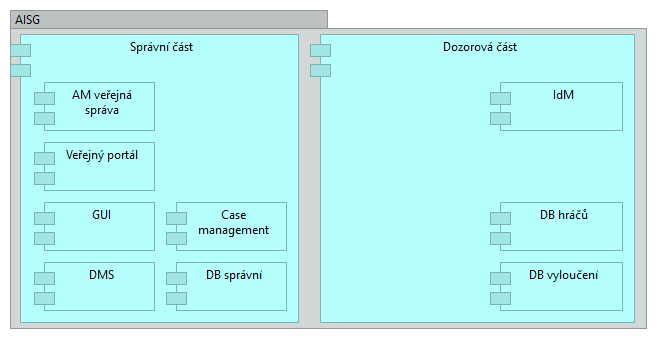 AISG
Správní část
Dozorová část
AM veřejná
správa
IdM
Veřejný portál
GUI
Case
management
DB hráčů
DMS
DB správní
DB vyloučení